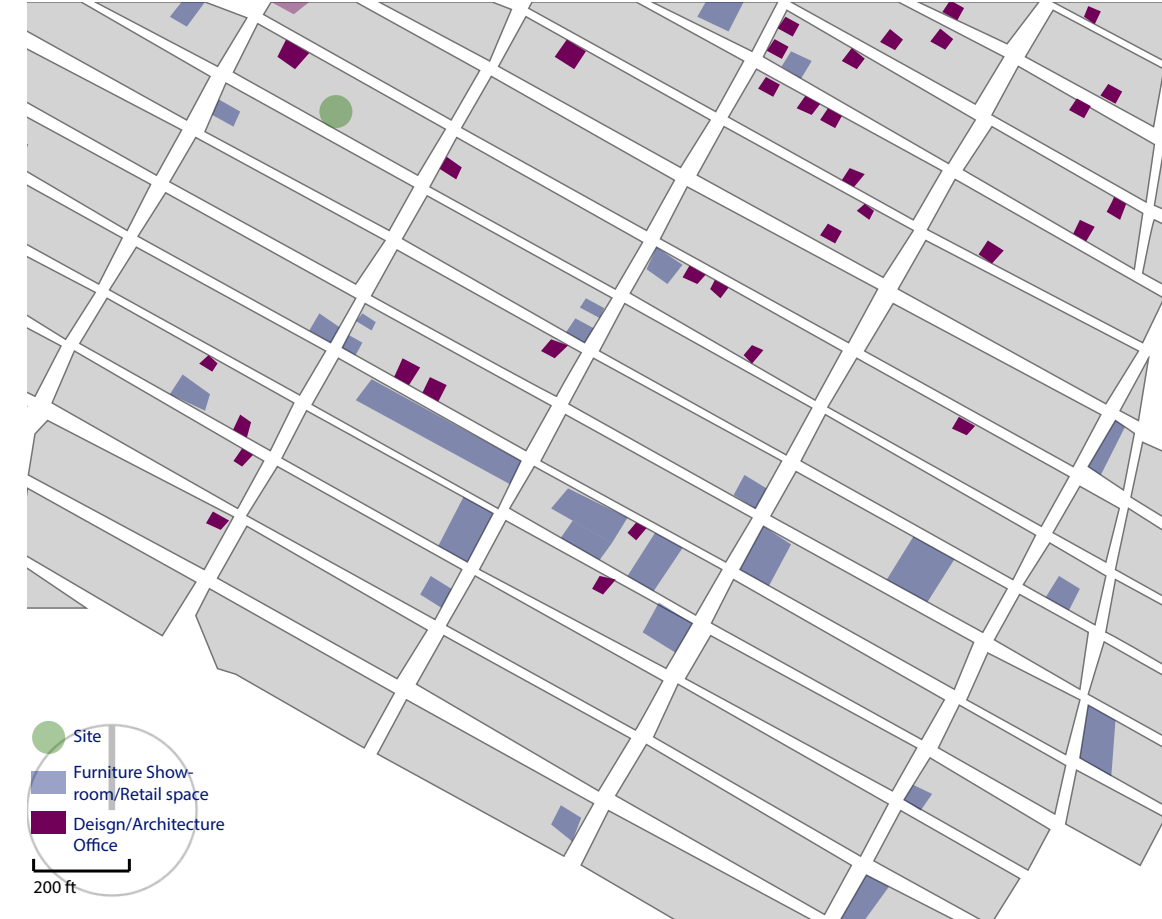 Site
Furniture Show-
room/Retail space
Deisgn/Architecture
Office
200 ft